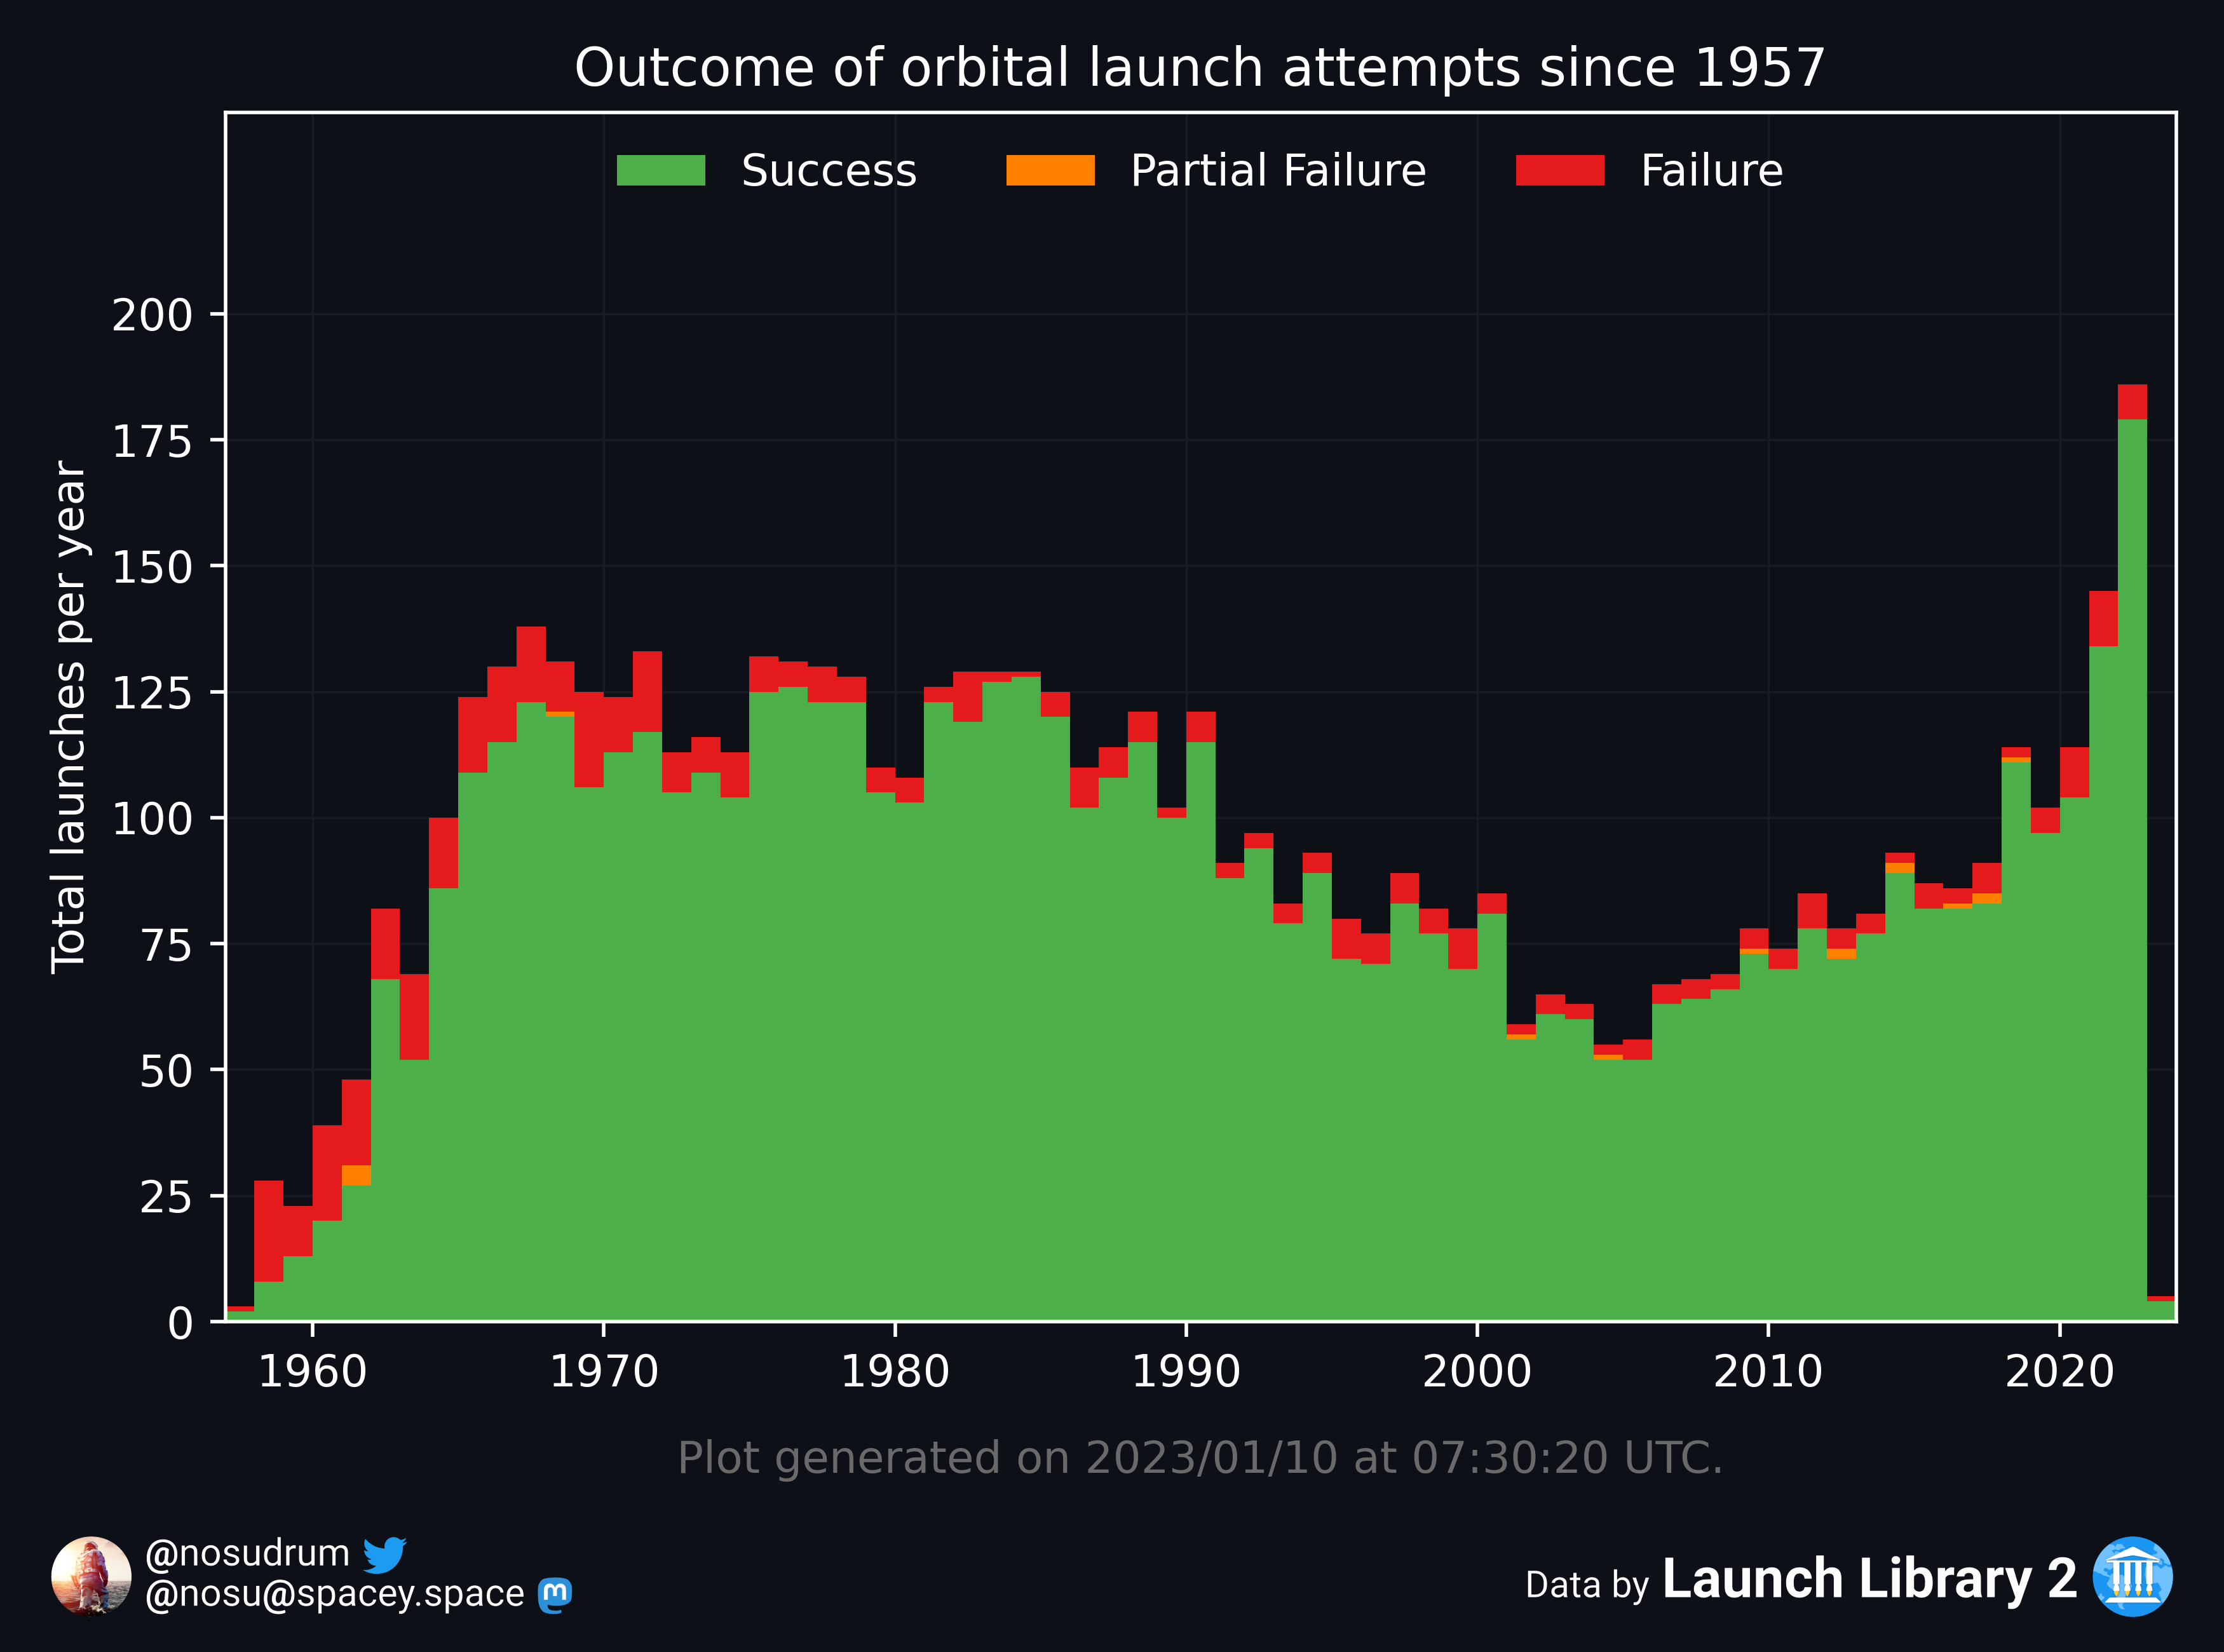 Outcome of orbital launch attempts since 1957
Success Partial Failure Failure
Total launches per year
200
175
150
125
100
75
50
25
0
1960 1970 1980 1990 2000 2010 2020
Plot generated on 2023/01/10 at 07:30:20 UTC.
@nosudrum
@nosu@spacey.space
Data by Launch Library 2